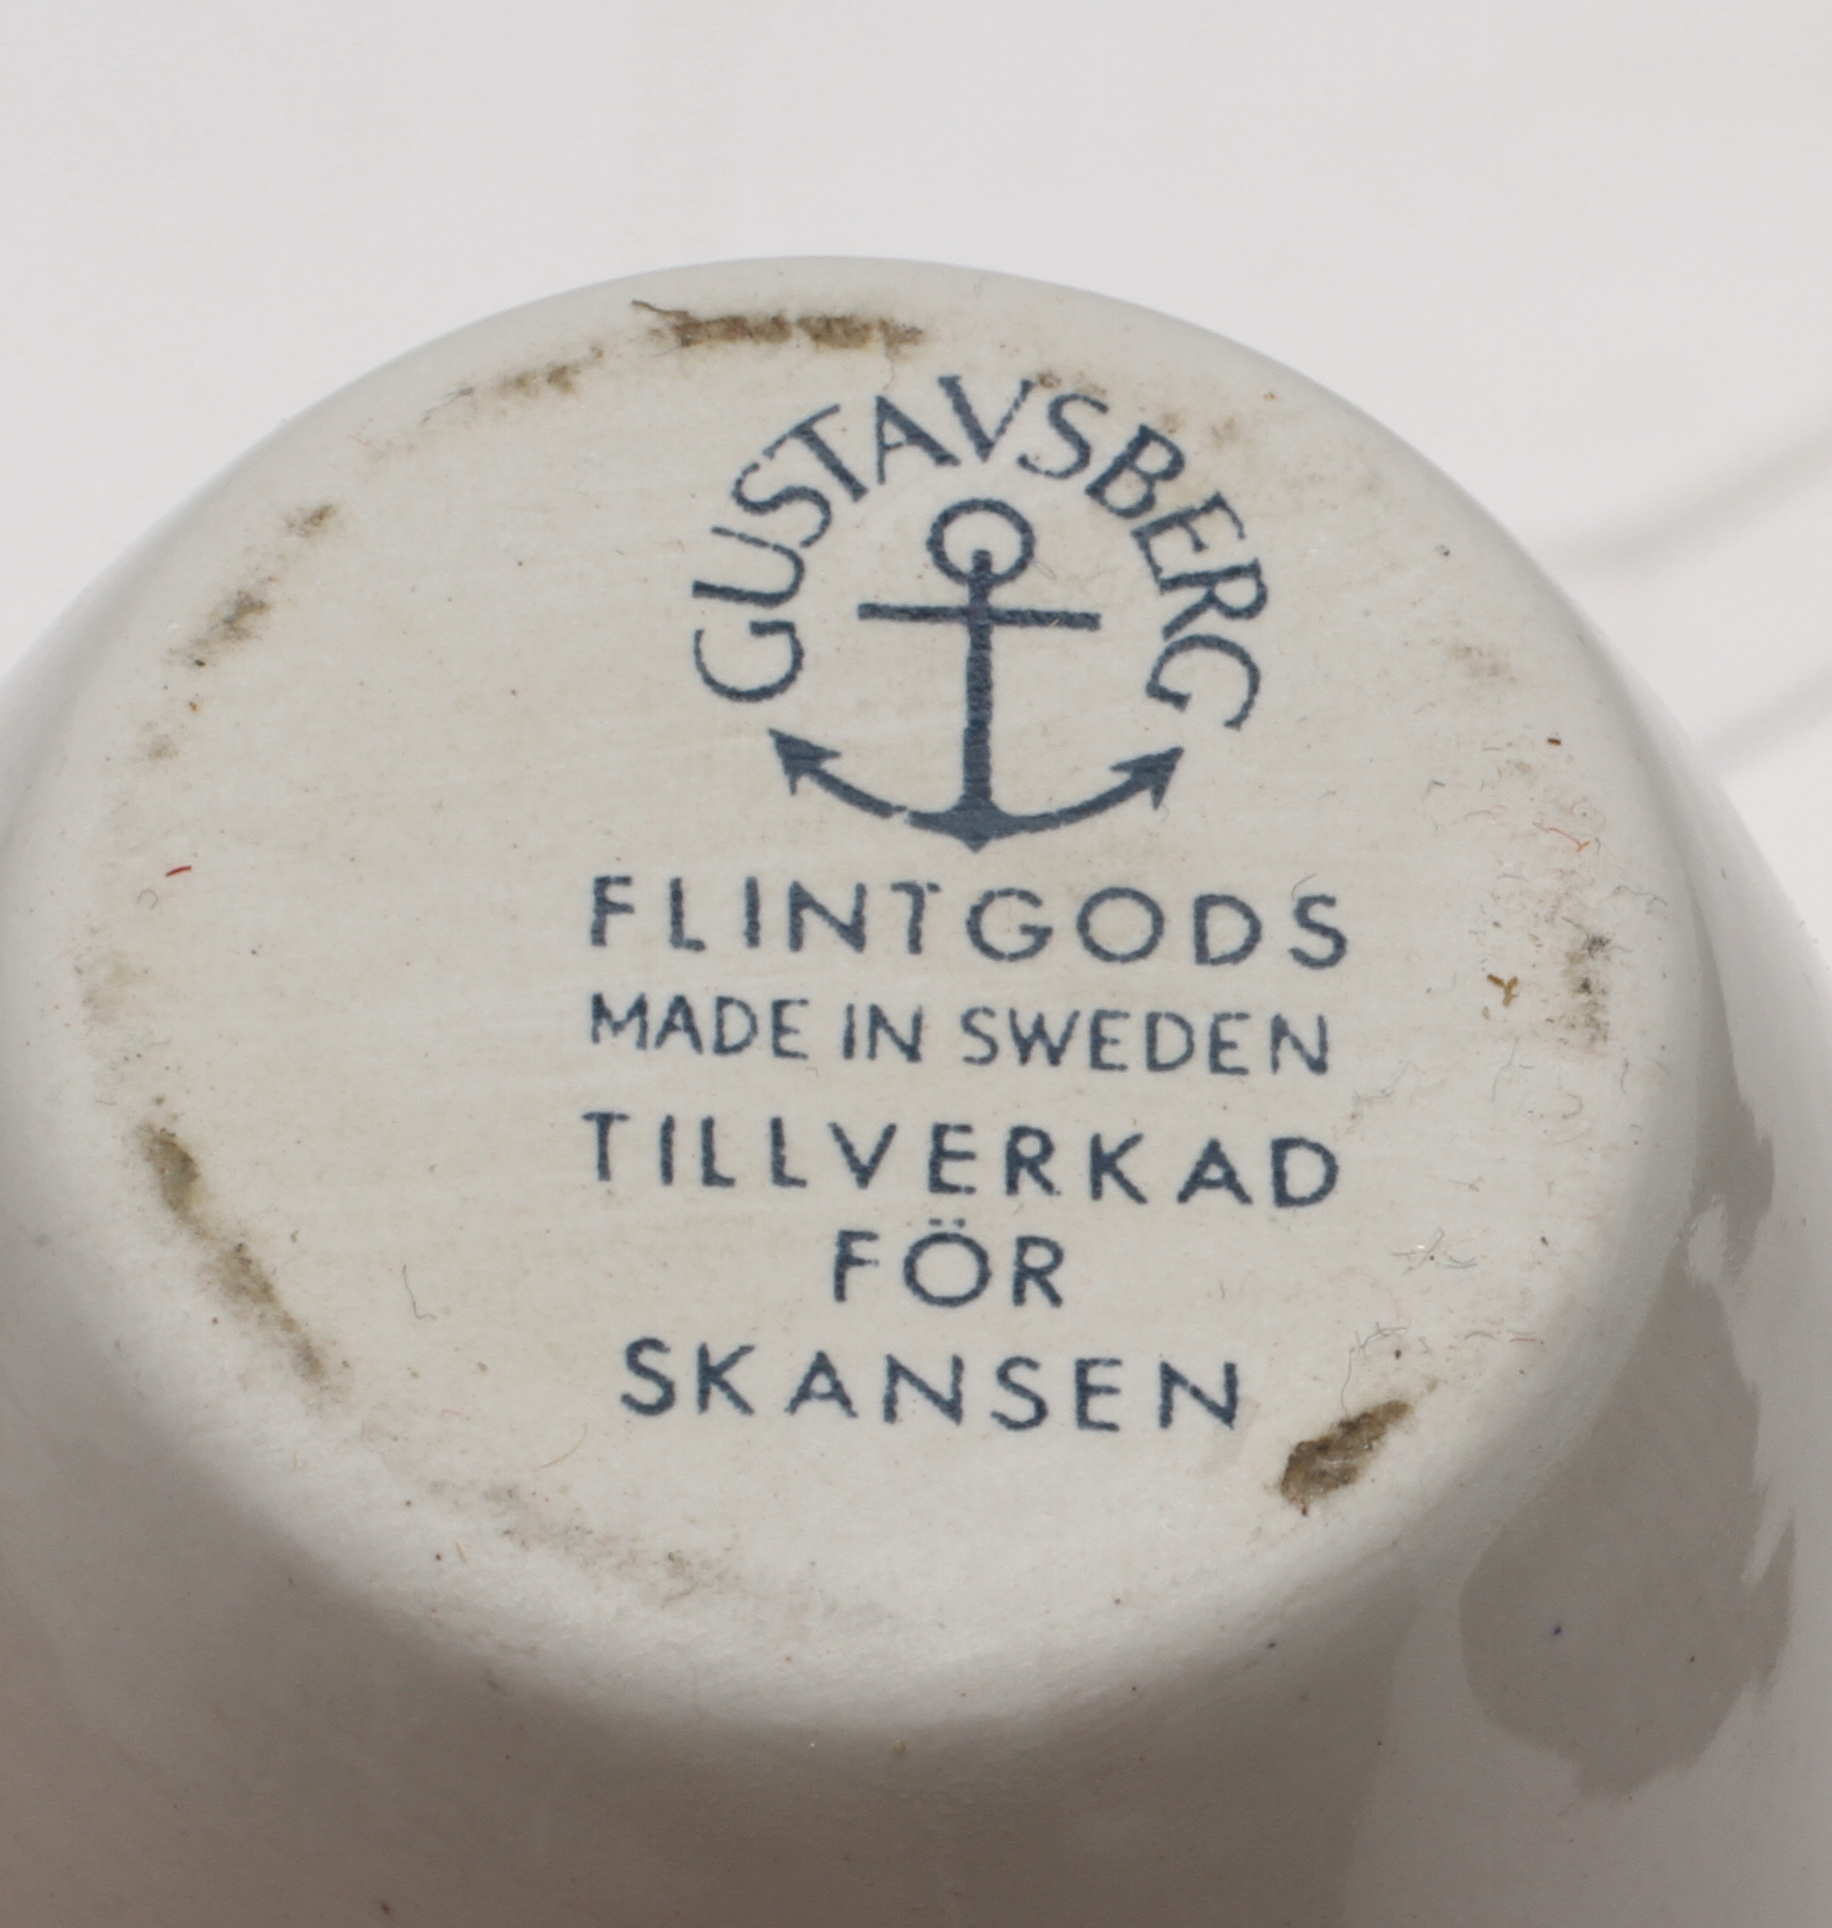 GUSTAVSBERG
FLINTGODS
MADE IN SWEDEN
TILLVERKAD
FÖR
SKANSEN